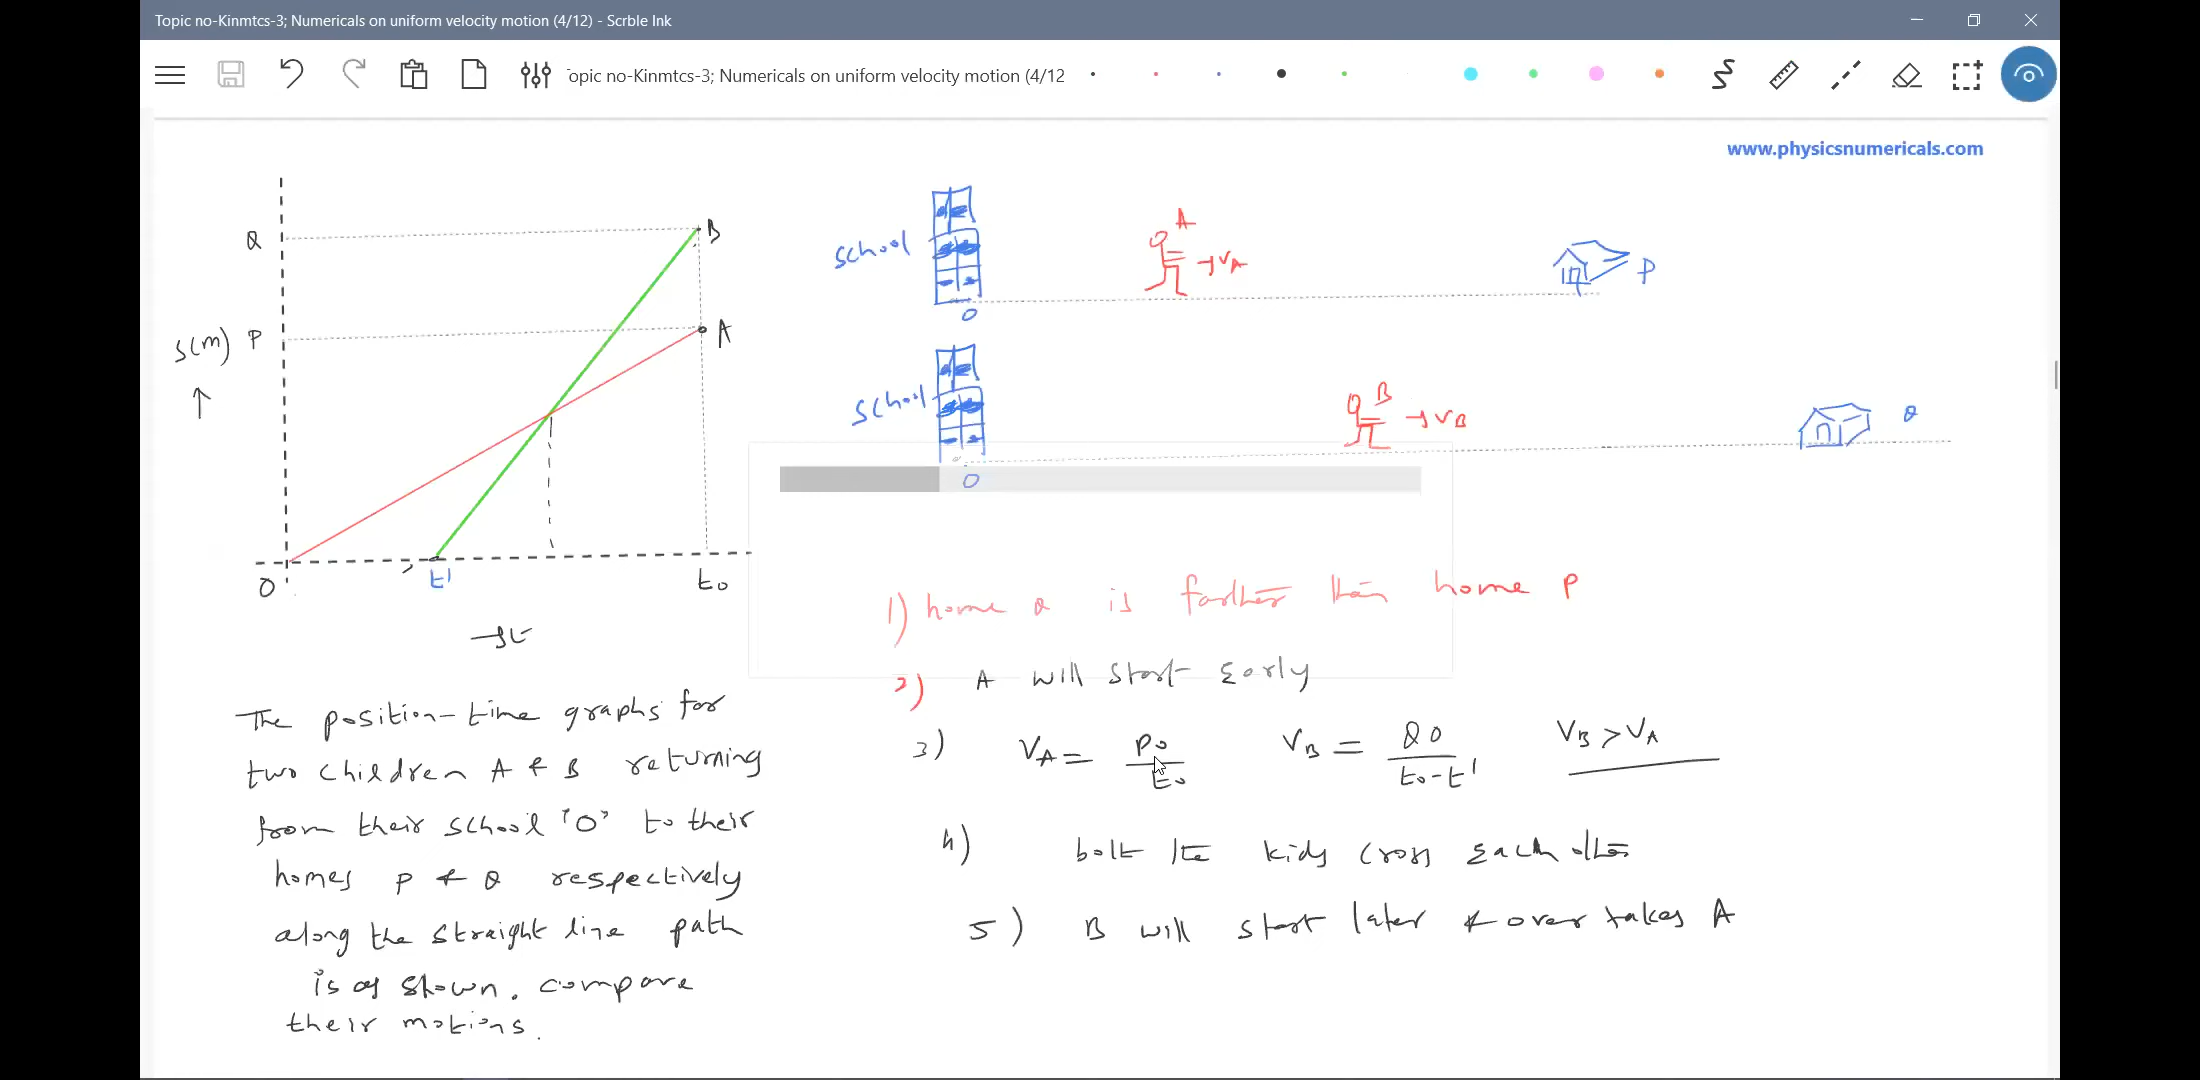 Topic no-Kinmtcs-3; Numericals on uniform velocity motion (4/12) - Scrble Ink
opic no-Kinmtcs-3; Numericals on uniform velocity motion (4/12
www.physicsnumericals.com
Q
B
S(m) P
A
O
t'
t₀
→t
school
A
→VA
P
O
school
B
→VB
Q
O
The position-time graphs for
two children A & B returning
from their school 'O' to their
homes P & Q respectively
along the straight line path
is as shown. compare
their motions.
1) home Q is farther than home P
2) A will start early
3) VA = PO/t₀ VB = QO/t₀-t' VB > VA
4) both the kids cross each other
5) B will start later & over takes A